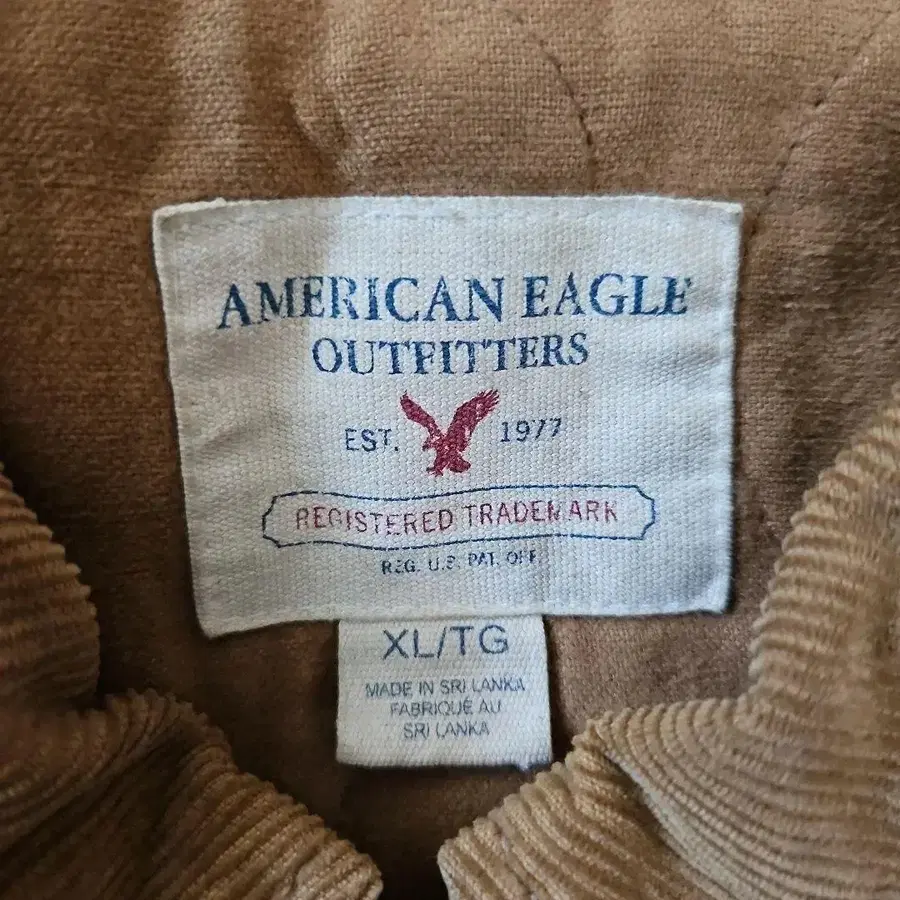 AMERICAN EAGLE
OUTFITTERS
EST. 1977
REGISTERED TRADEMARK
REG. U.S. PAT. OFF.
XL/TG
MADE IN SRI LANKA
FABRIQUÉ AU
SRI LANKA